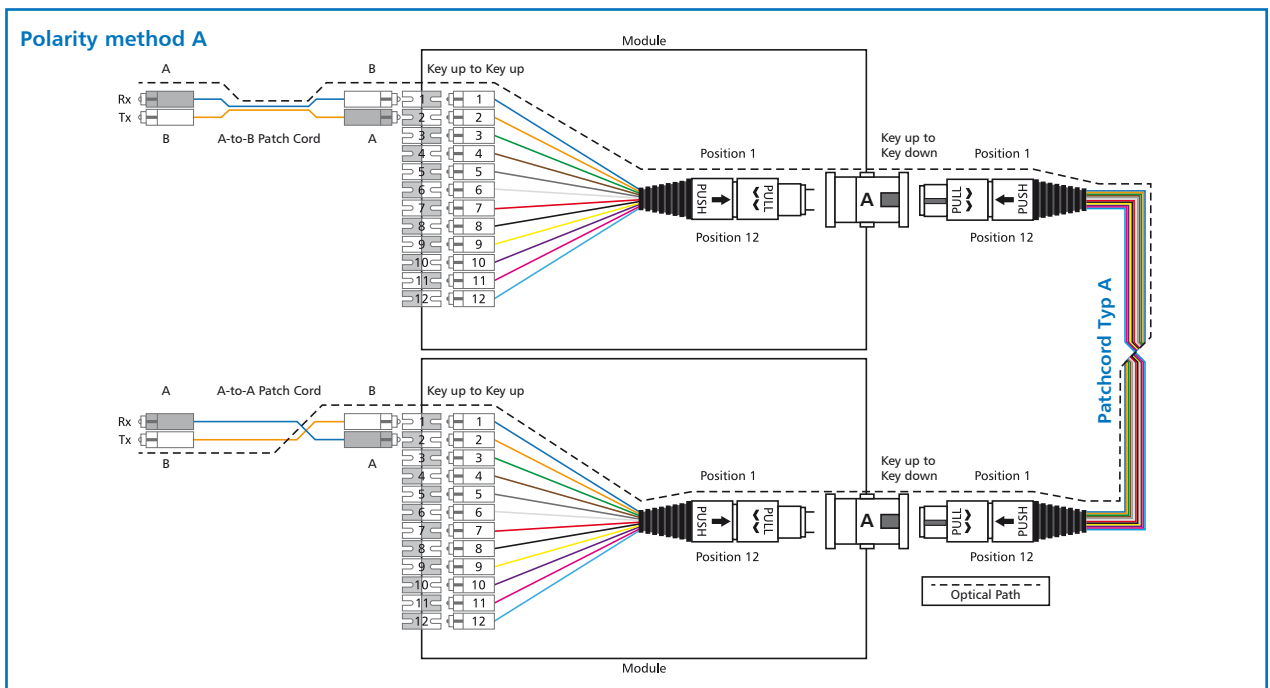 Polarity method A
Module
A
B
Key up to Key up
Rx
Tx
B
A-to-B Patch Cord
A
1 1
2 2
3 3
4 4
5 5
6 6
7 7
8 8
9 9
10 10
11 11
12 12
Position 1
PUSH
PULL
Position 12
Key up to
Key down
A
Position 1
PULL
PUSH
Position 12
Patchcord Typ A
A
A-to-A Patch Cord
B
Key up to Key up
Rx
Tx
B
A
1 1
2 2
3 3
4 4
5 5
6 6
7 7
8 8
9 9
10 10
11 11
12 12
Position 1
PUSH
PULL
Position 12
Key up to
Key down
A
Position 1
PULL
PUSH
Position 12
Optical Path
Module